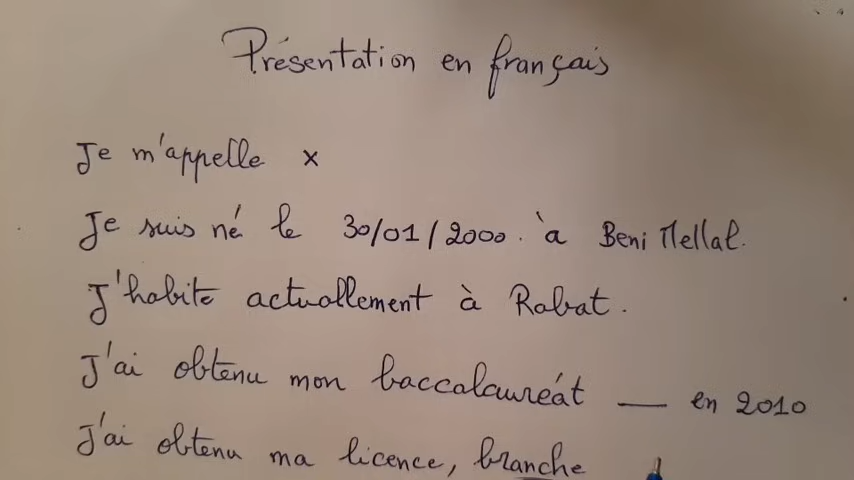 Présentation en français
Je m'appelle x
Je suis né le 30/01/2000. à Beni Mellal.
J'habite actuellement à Rabat.
J'ai obtenu mon baccalauréat __ en 2010
J'ai obtenu ma licence, branche